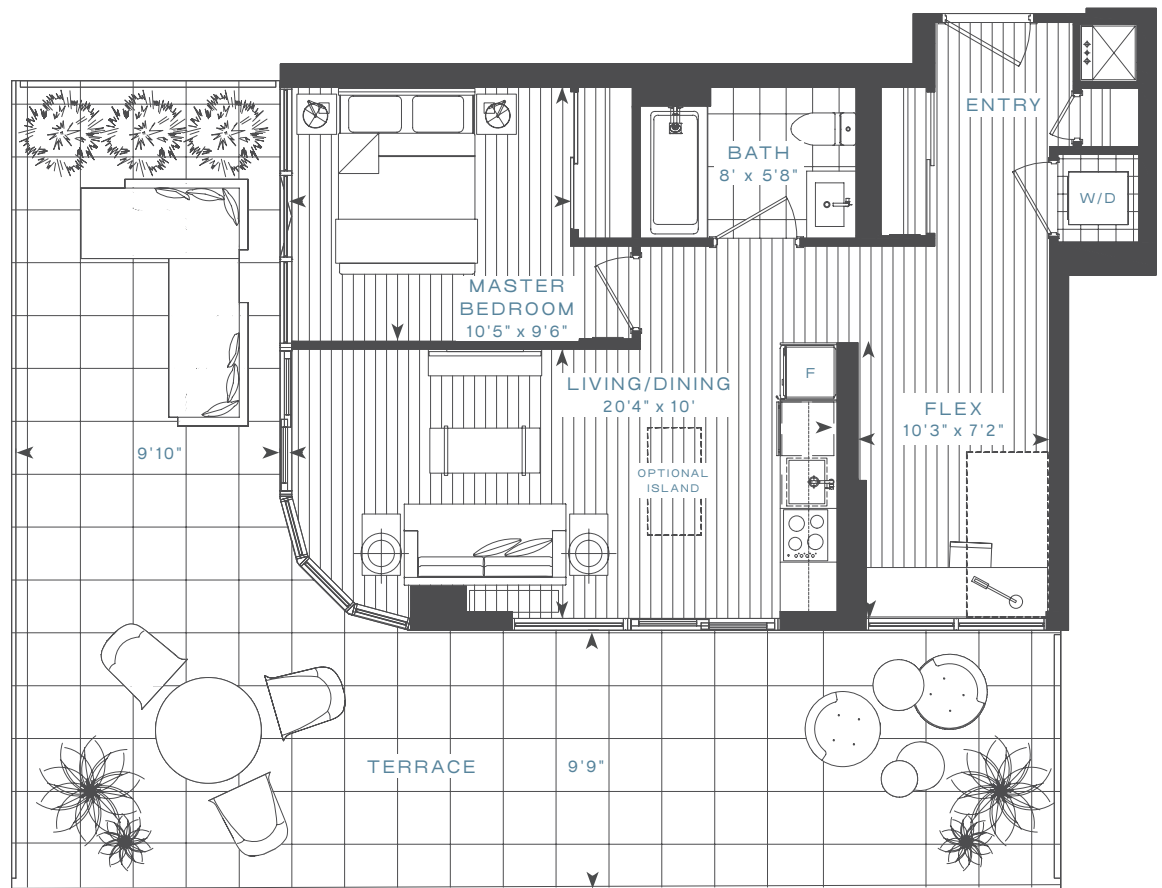 ENTRY
BATH
8' x 5'8"
W/D
MASTER
BEDROOM
10'5" x 9'6"
LIVING/DINING
20'4" x 10'
F
FLEX
10'3" x 7'2"
9'10"
OPTIONAL
ISLAND
TERRACE
9'9"